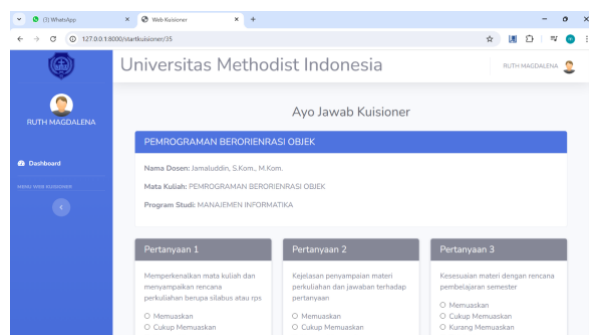 (1) WhatsApp
Web Kuisioner
127.0.0.1:8000/startkuisioner/35
Universitas Methodist Indonesia
RUTH MAGDALENA
RUTH MAGDALENA
Dashboard
MENU WEB KUISIONER
Ayo Jawab Kuisioner
PEMROGRAMAN BERORIENRASI OBJEK
Nama Dosen: Jamaluddin, S.Kom., M.Kom.
Mata Kuliah: PEMROGRAMAN BERORIENRASI OBJEK
Program Studi: MANAJEMEN INFORMATIKA
Pertanyaan 1
Memperkenalkan mata kuliah dan
menyampaikan rencana
perkuliahan berupa silabus atau rps
Memuaskan
Cukup Memuaskan
Pertanyaan 2
Kejelasan penyampaian materi
perkuliahan dan jawaban terhadap
pertanyaan
Memuaskan
Cukup Memuaskan
Pertanyaan 3
Kesesuaian materi dengan rencana
pembelajaran semester
Memuaskan
Cukup Memuaskan
Kurang Memuaskan